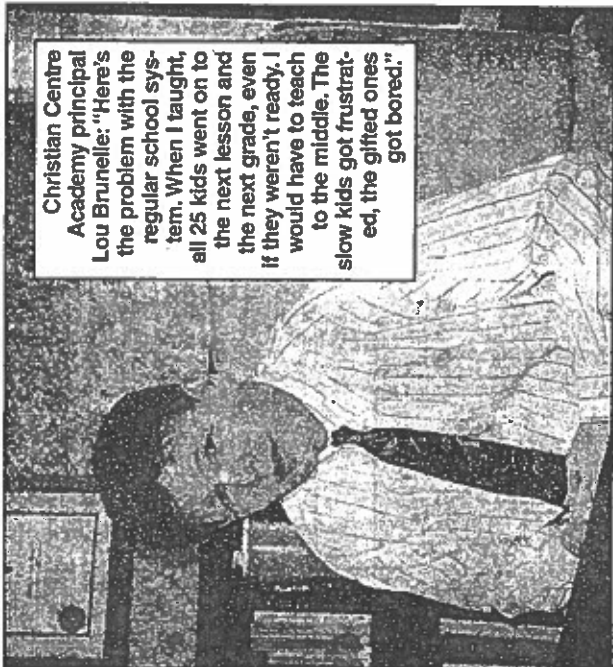 Christian Centre
Academy principal
Lou Brunelle: “Here’s
the problem with the
regular school sys-
tem. When I taught,
all 25 kids went on to
the next lesson and
the next grade, even
if they weren’t ready. I
would have to teach
to the middle. The
slow kids got frustrat-
ed, the gifted ones
got bored.”